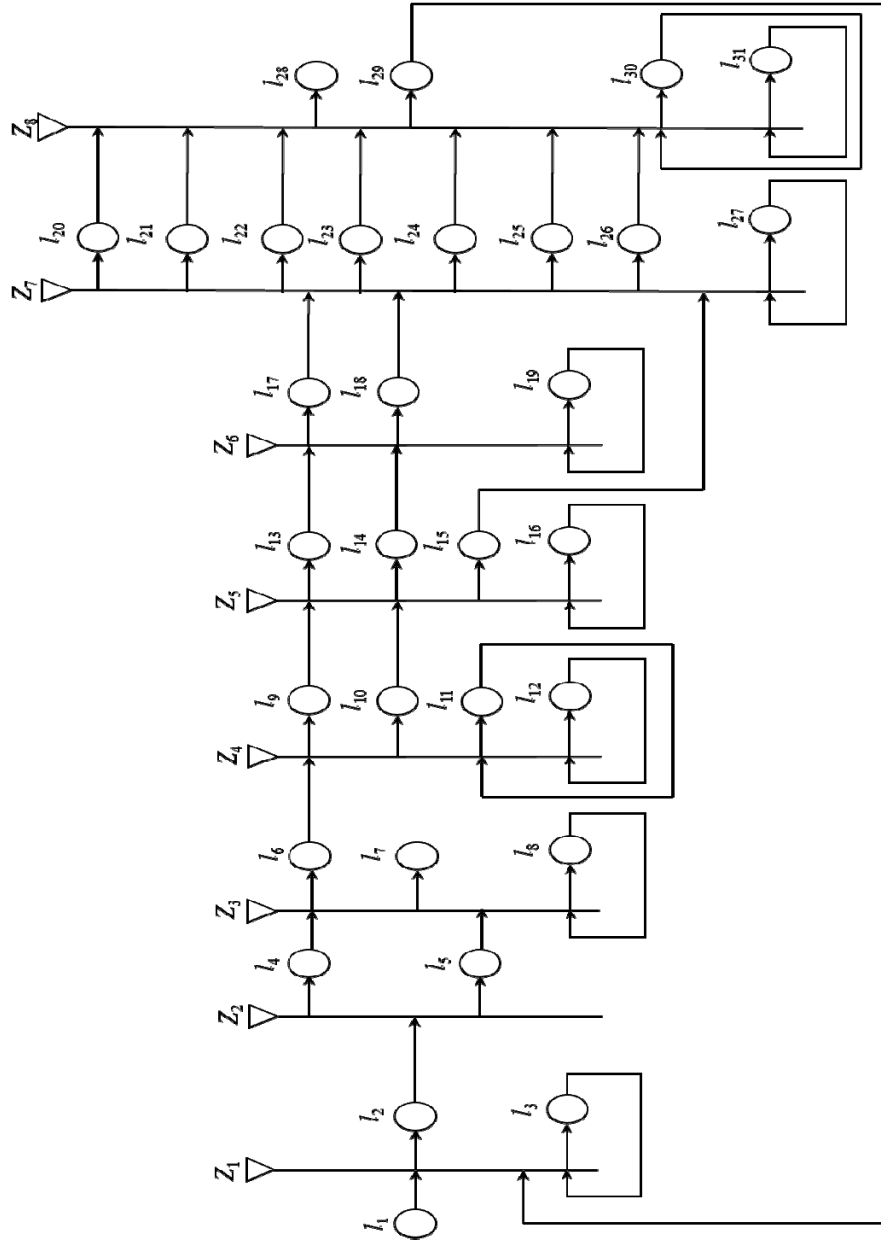 Z₁
Z₂
Z₃
Z₄
Z₅
Z₆
Z₇
Z₈
l₁
l₂
l₃
l₄
l₅
l₆
l₇
l₈
l₉
l₁₀
l₁₁
l₁₂
l₁₃
l₁₄
l₁₅
l₁₆
l₁₇
l₁₈
l₁₉
l₂₀
l₂₁
l₂₂
l₂₃
l₂₄
l₂₅
l₂₆
l₂₇
l₂₈
l₂₉
l₃₀
l₃₁